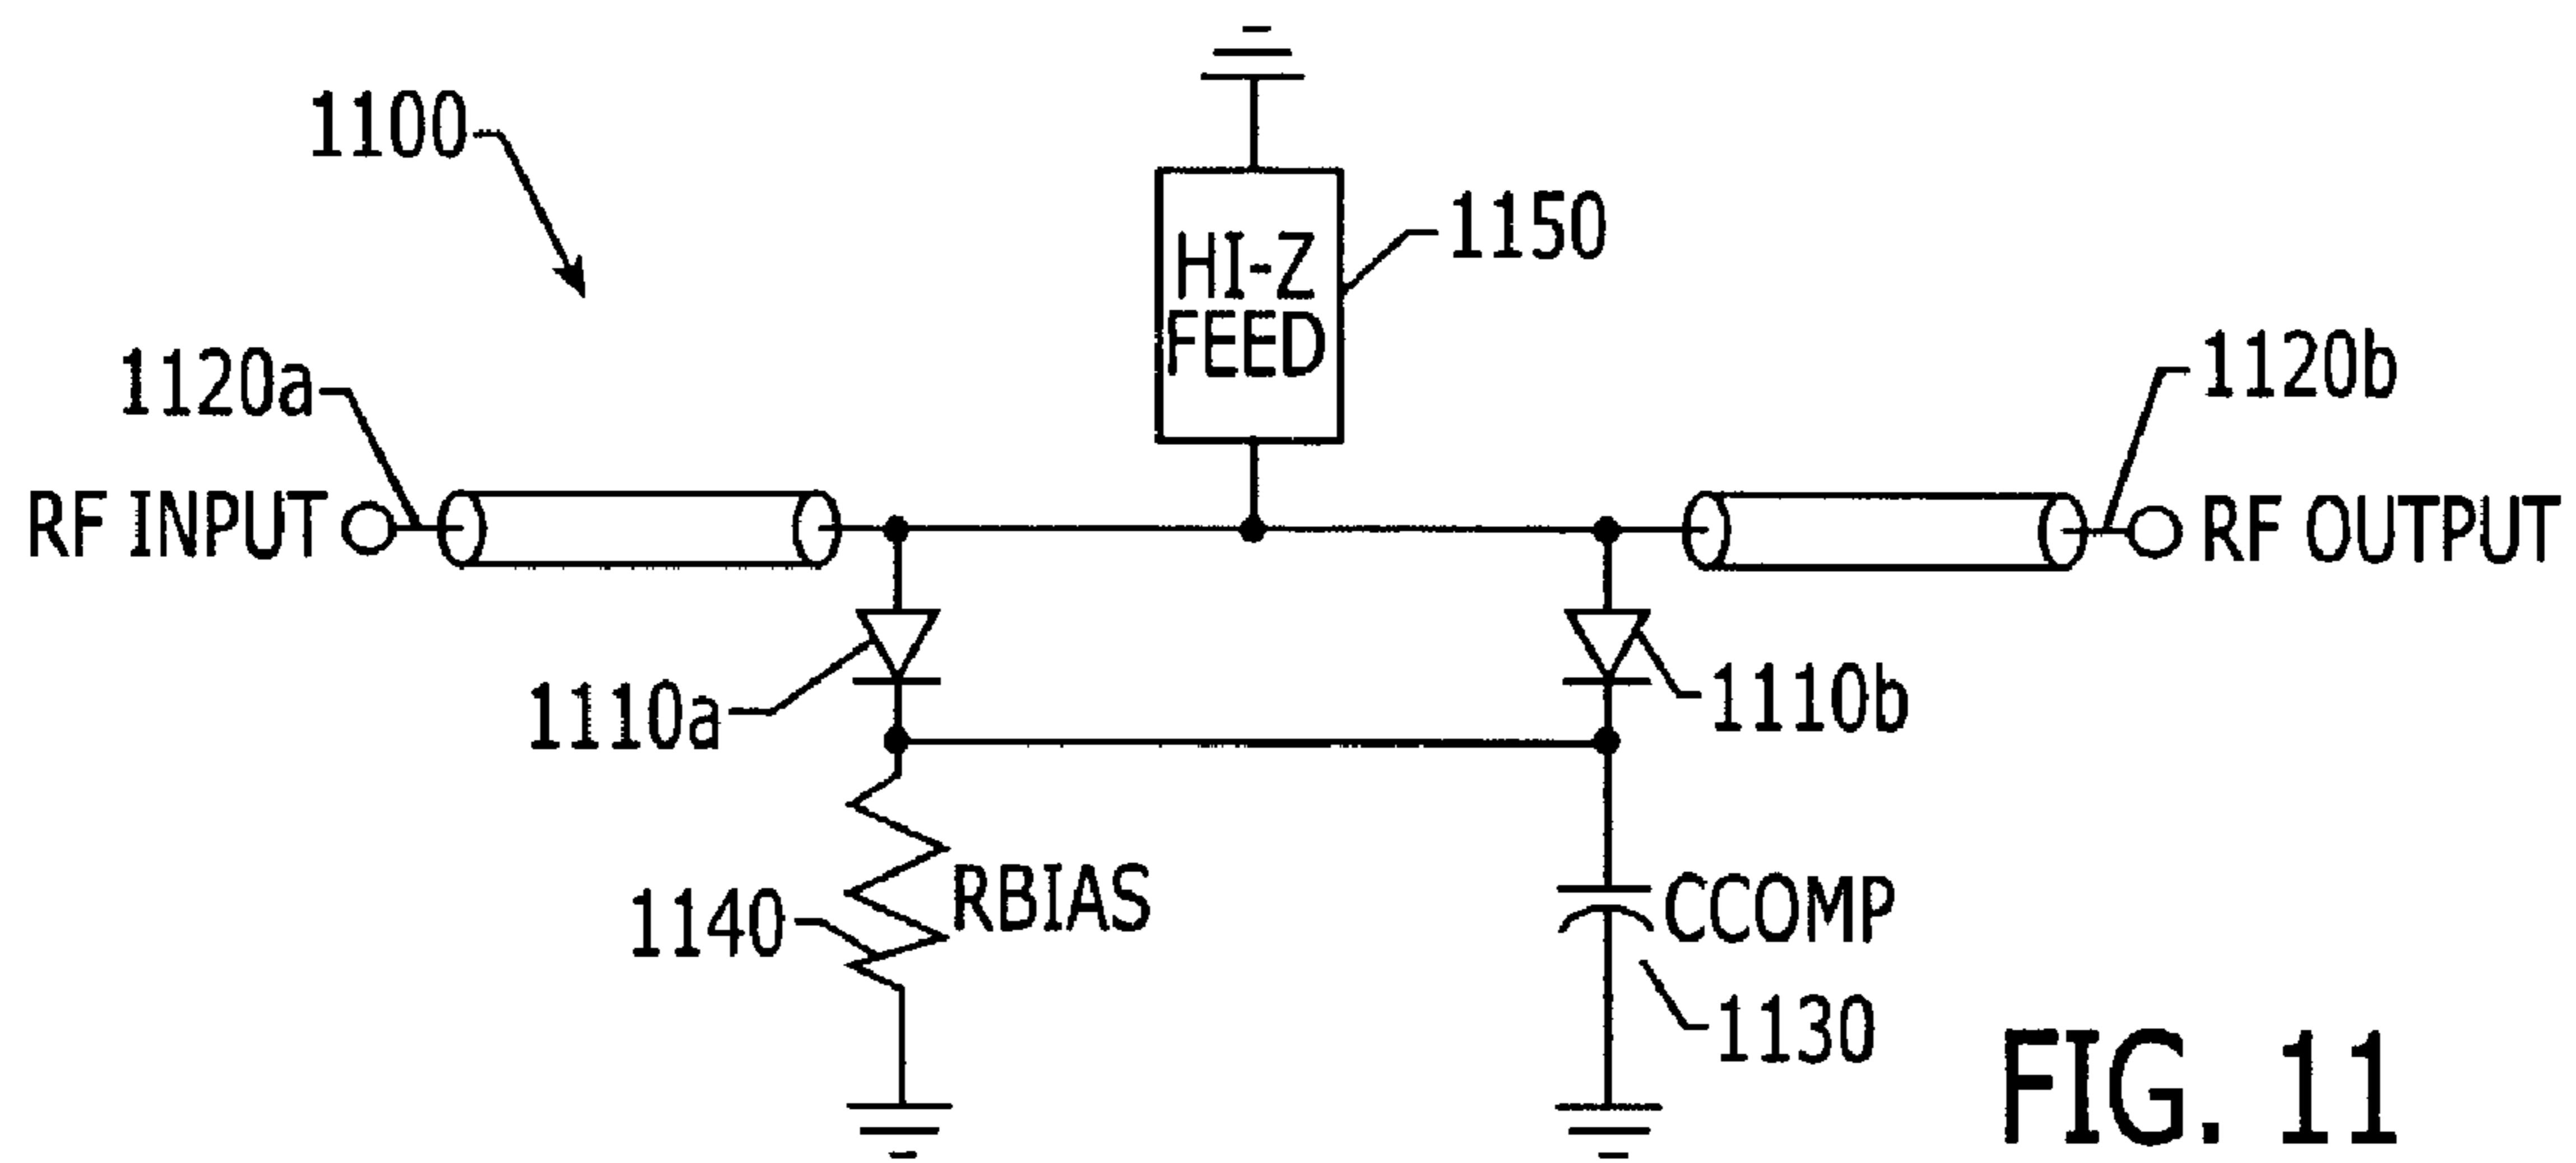 1100
HI-Z
FEED
1150
1120a
1120b
RF INPUT
RF OUTPUT
1110a
1110b
RBIAS
1140
CCOMP
1130
FIG. 11